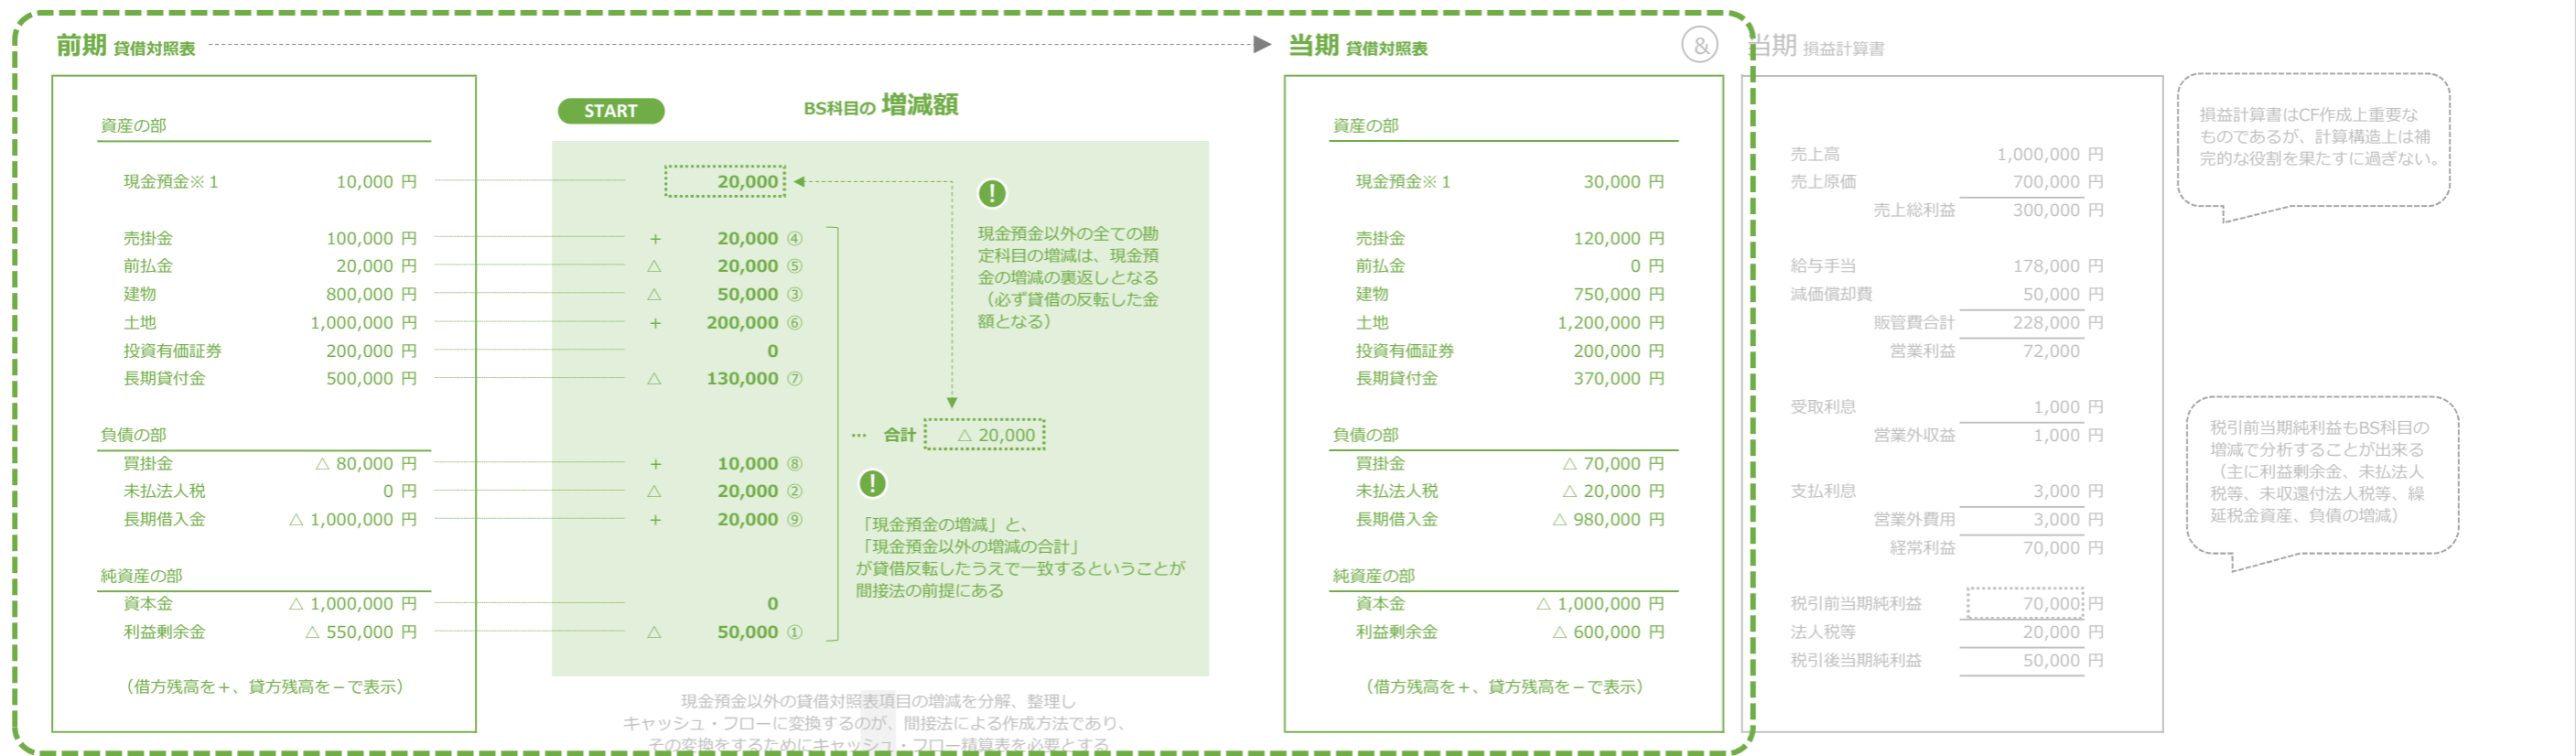 前期 貸借対照表
当期 貸借対照表
&
当期 損益計算書
資産の部
現金預金※１ 10,000 円
売掛金 100,000 円
前払金 20,000 円
建物 800,000 円
土地 1,000,000 円
投資有価証券 200,000 円
長期貸付金 500,000 円
負債の部
買掛金 △ 80,000 円
未払法人税 0 円
長期借入金 △ 1,000,000 円
純資産の部
資本金 △ 1,000,000 円
利益剰余金 △ 550,000 円
（借方残高を＋、貸方残高を－で表示）
START
BS科目の 増減額
20,000
＋ 20,000 ④
△ 20,000 ⑤
△ 50,000 ③
＋ 200,000 ⑥
0
△ 130,000 ⑦
＋ 10,000 ⑧
△ 20,000 ②
＋ 20,000 ⑨
0
△ 50,000 ①
!
現金預金以外の全ての勘
定科目の増減は、現金預
金の増減の裏返しとなる
（必ず貸借の反転した金
額となる）
… 合計 △ 20,000
!
「現金預金の増減」と、
「現金預金以外の増減の合計」
が貸借反転したうえで一致するということが
間接法の前提にある
現金預金以外の貸借対照表項目の増減を分解、整理し
キャッシュ・フローに変換するのが、間接法による作成方法であり、
その変換をするためにキャッシュ・フロー精算表を必要とする
資産の部
現金預金※１ 30,000 円
売掛金 120,000 円
前払金 0 円
建物 750,000 円
土地 1,200,000 円
投資有価証券 200,000 円
長期貸付金 370,000 円
負債の部
買掛金 △ 70,000 円
未払法人税 △ 20,000 円
長期借入金 △ 980,000 円
純資産の部
資本金 △ 1,000,000 円
利益剰余金 △ 600,000 円
（借方残高を＋、貸方残高を－で表示）
売上高 1,000,000 円
売上原価 700,000 円
売上総利益 300,000 円
給与手当 178,000 円
減価償却費 50,000 円
販管費合計 228,000 円
営業利益 72,000
受取利息 1,000 円
営業外収益 1,000 円
支払利息 3,000 円
営業外費用 3,000 円
経常利益 70,000 円
税引前当期純利益 70,000 円
法人税等 20,000 円
税引後当期純利益 50,000 円
損益計算書はCF作成上重要な
ものであるが、計算構造上は補
完的な役割を果たすに過ぎない。
税引前当期純利益もBS科目の
増減で分析することが出来る
（主に利益剰余金、未払法人
税等、未収還付法人税等、繰
延税金資産、負債の増減）